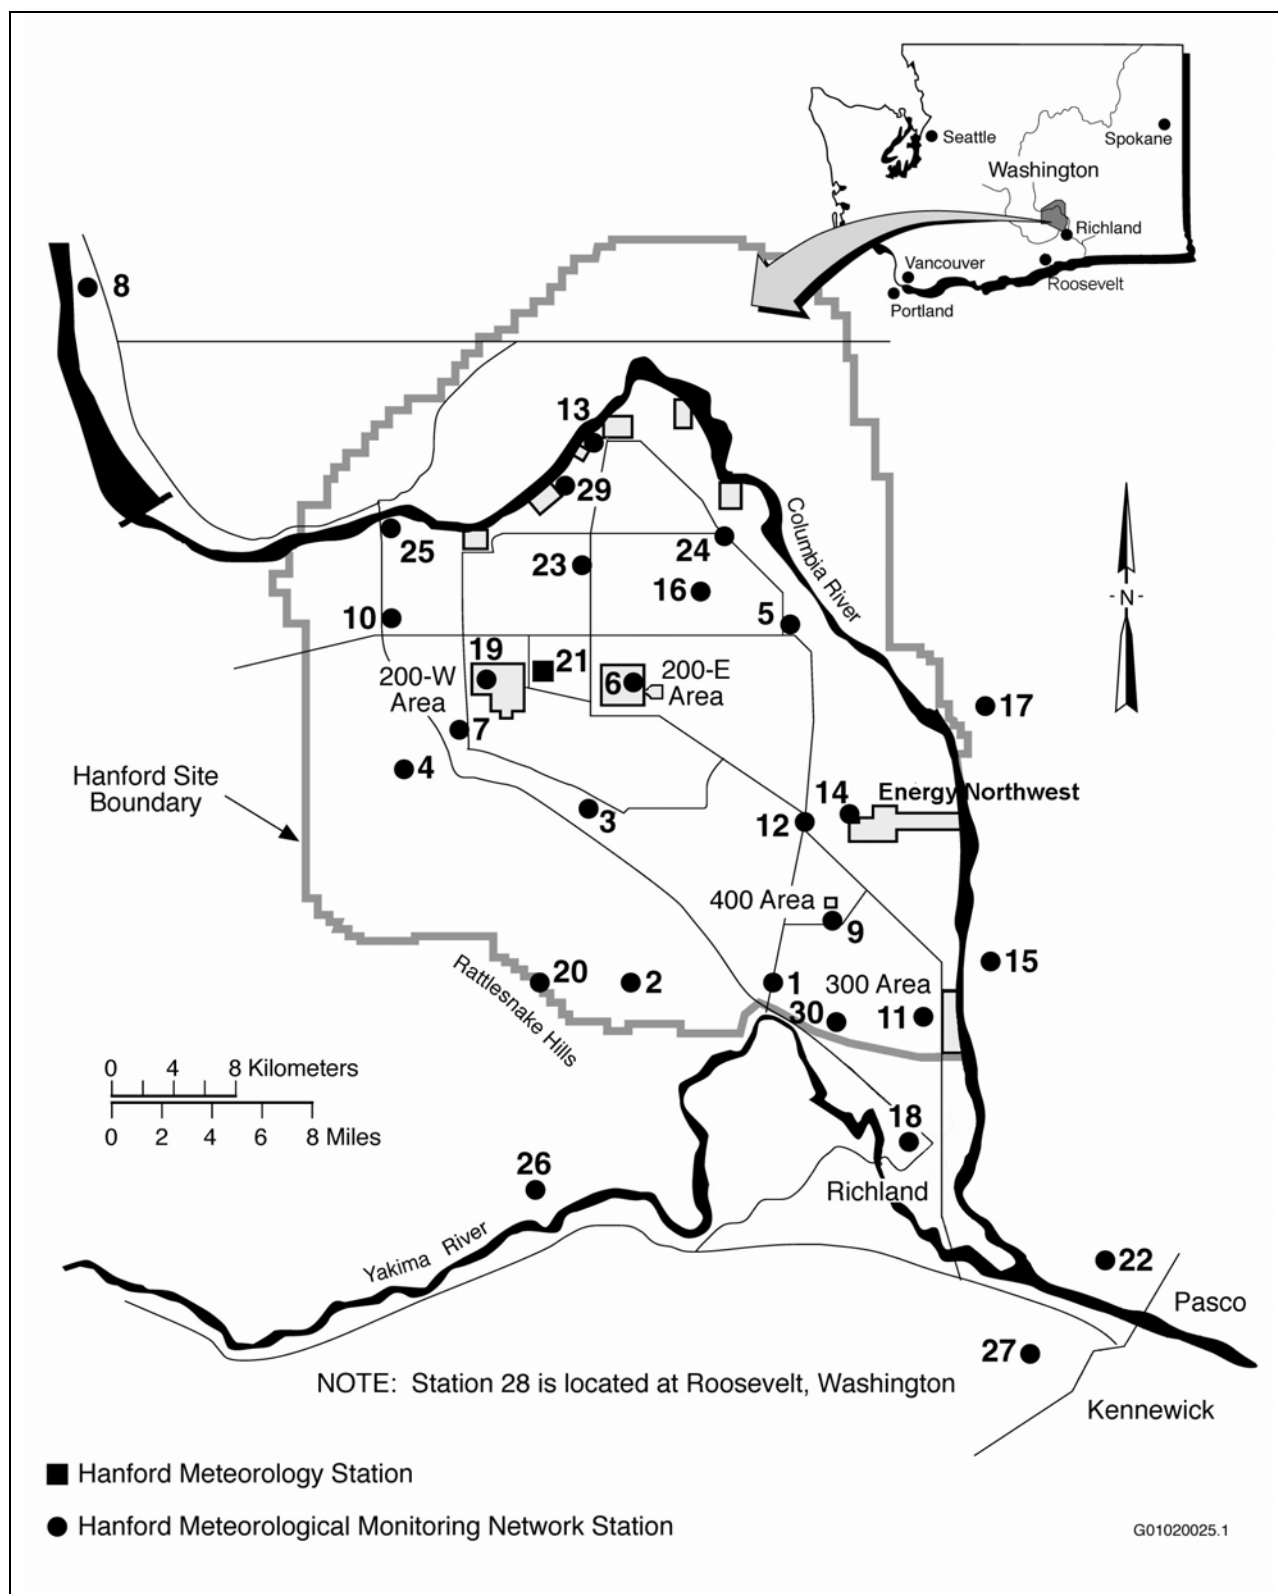 Seattle
Spokane
Washington
Richland
Vancouver
Roosevelt
Portland
8
13
29
25
23
24
16
10
5
Columbia River
- N -
19
21
200-W
Area
6
200-E
Area
17
7
4
Hanford Site
Boundary
3
14
Energy Northwest
12
400 Area
9
15
20
2
1
300 Area
30
11
Rattlesnake Hills
0 4 8 Kilometers
0 2 4 6 8 Miles
18
26
Richland
Yakima River
22
Pasco
27
NOTE: Station 28 is located at Roosevelt, Washington
Kennewick
Hanford Meteorology Station
Hanford Meteorological Monitoring Network Station
G01020025.1